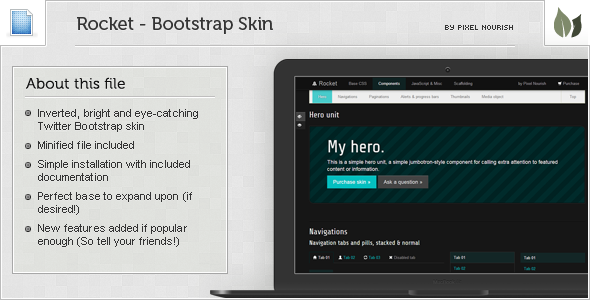 Rocket - Bootstrap Skin
BY PIXEL NOURISH
About this file
Inverted, bright and eye-catching
Twitter Bootstrap skin
Minified file included
Simple installation with included
documentation
Perfect base to expand upon (if
desired!)
New features added if popular
enough (So tell your friends!)
Rocket Base CSS Components JavaScript & Misc Scaffolding by Pixel Nourish Purchase
Hero Navigations Paginations Alerts & progress bars Thumbnails Media object Top
Hero unit
My hero.
This is a simple hero unit, a simple jumbotron-style component for calling extra attention to featured
content or information.
Purchase skin » Ask a question »
Navigations
Navigation tabs and pills, stacked & normal
Tab 01 Tab 02 Tab 03 Disabled tab Tab 01 Tab 01
Tab 02 Tab 02